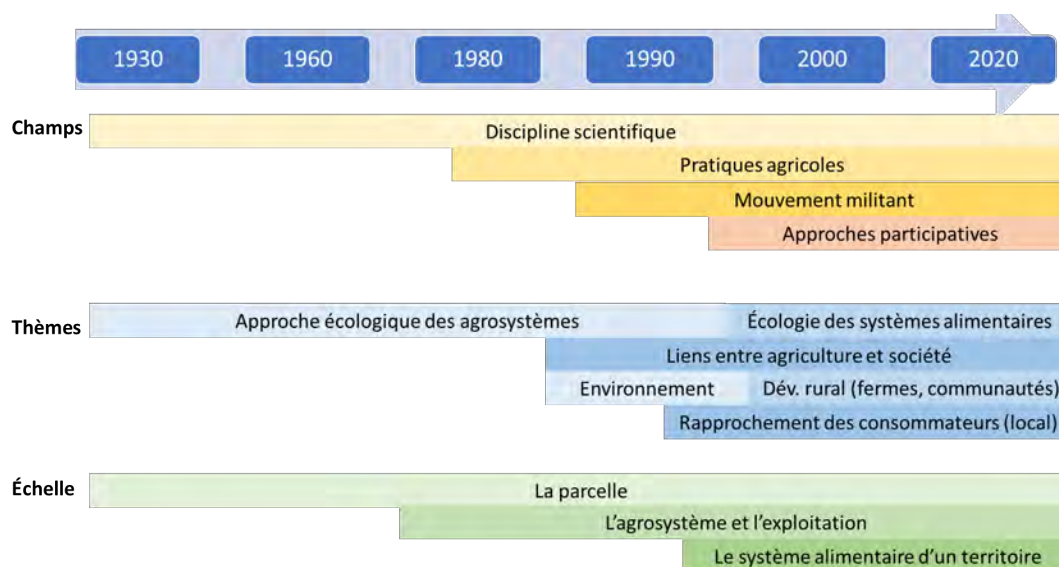 1930 1960 1980 1990 2000 2020
Champs
Discipline scientifique
Pratiques agricoles
Mouvement militant
Approches participatives
Thèmes
Approche écologique des agrosystèmes Écologie des systèmes alimentaires
Liens entre agriculture et société
Environnement Dév. rural (fermes, communautés)
Rapprochement des consommateurs (local)
Échelle
La parcelle
L'agrosystème et l'exploitation
Le système alimentaire d'un territoire